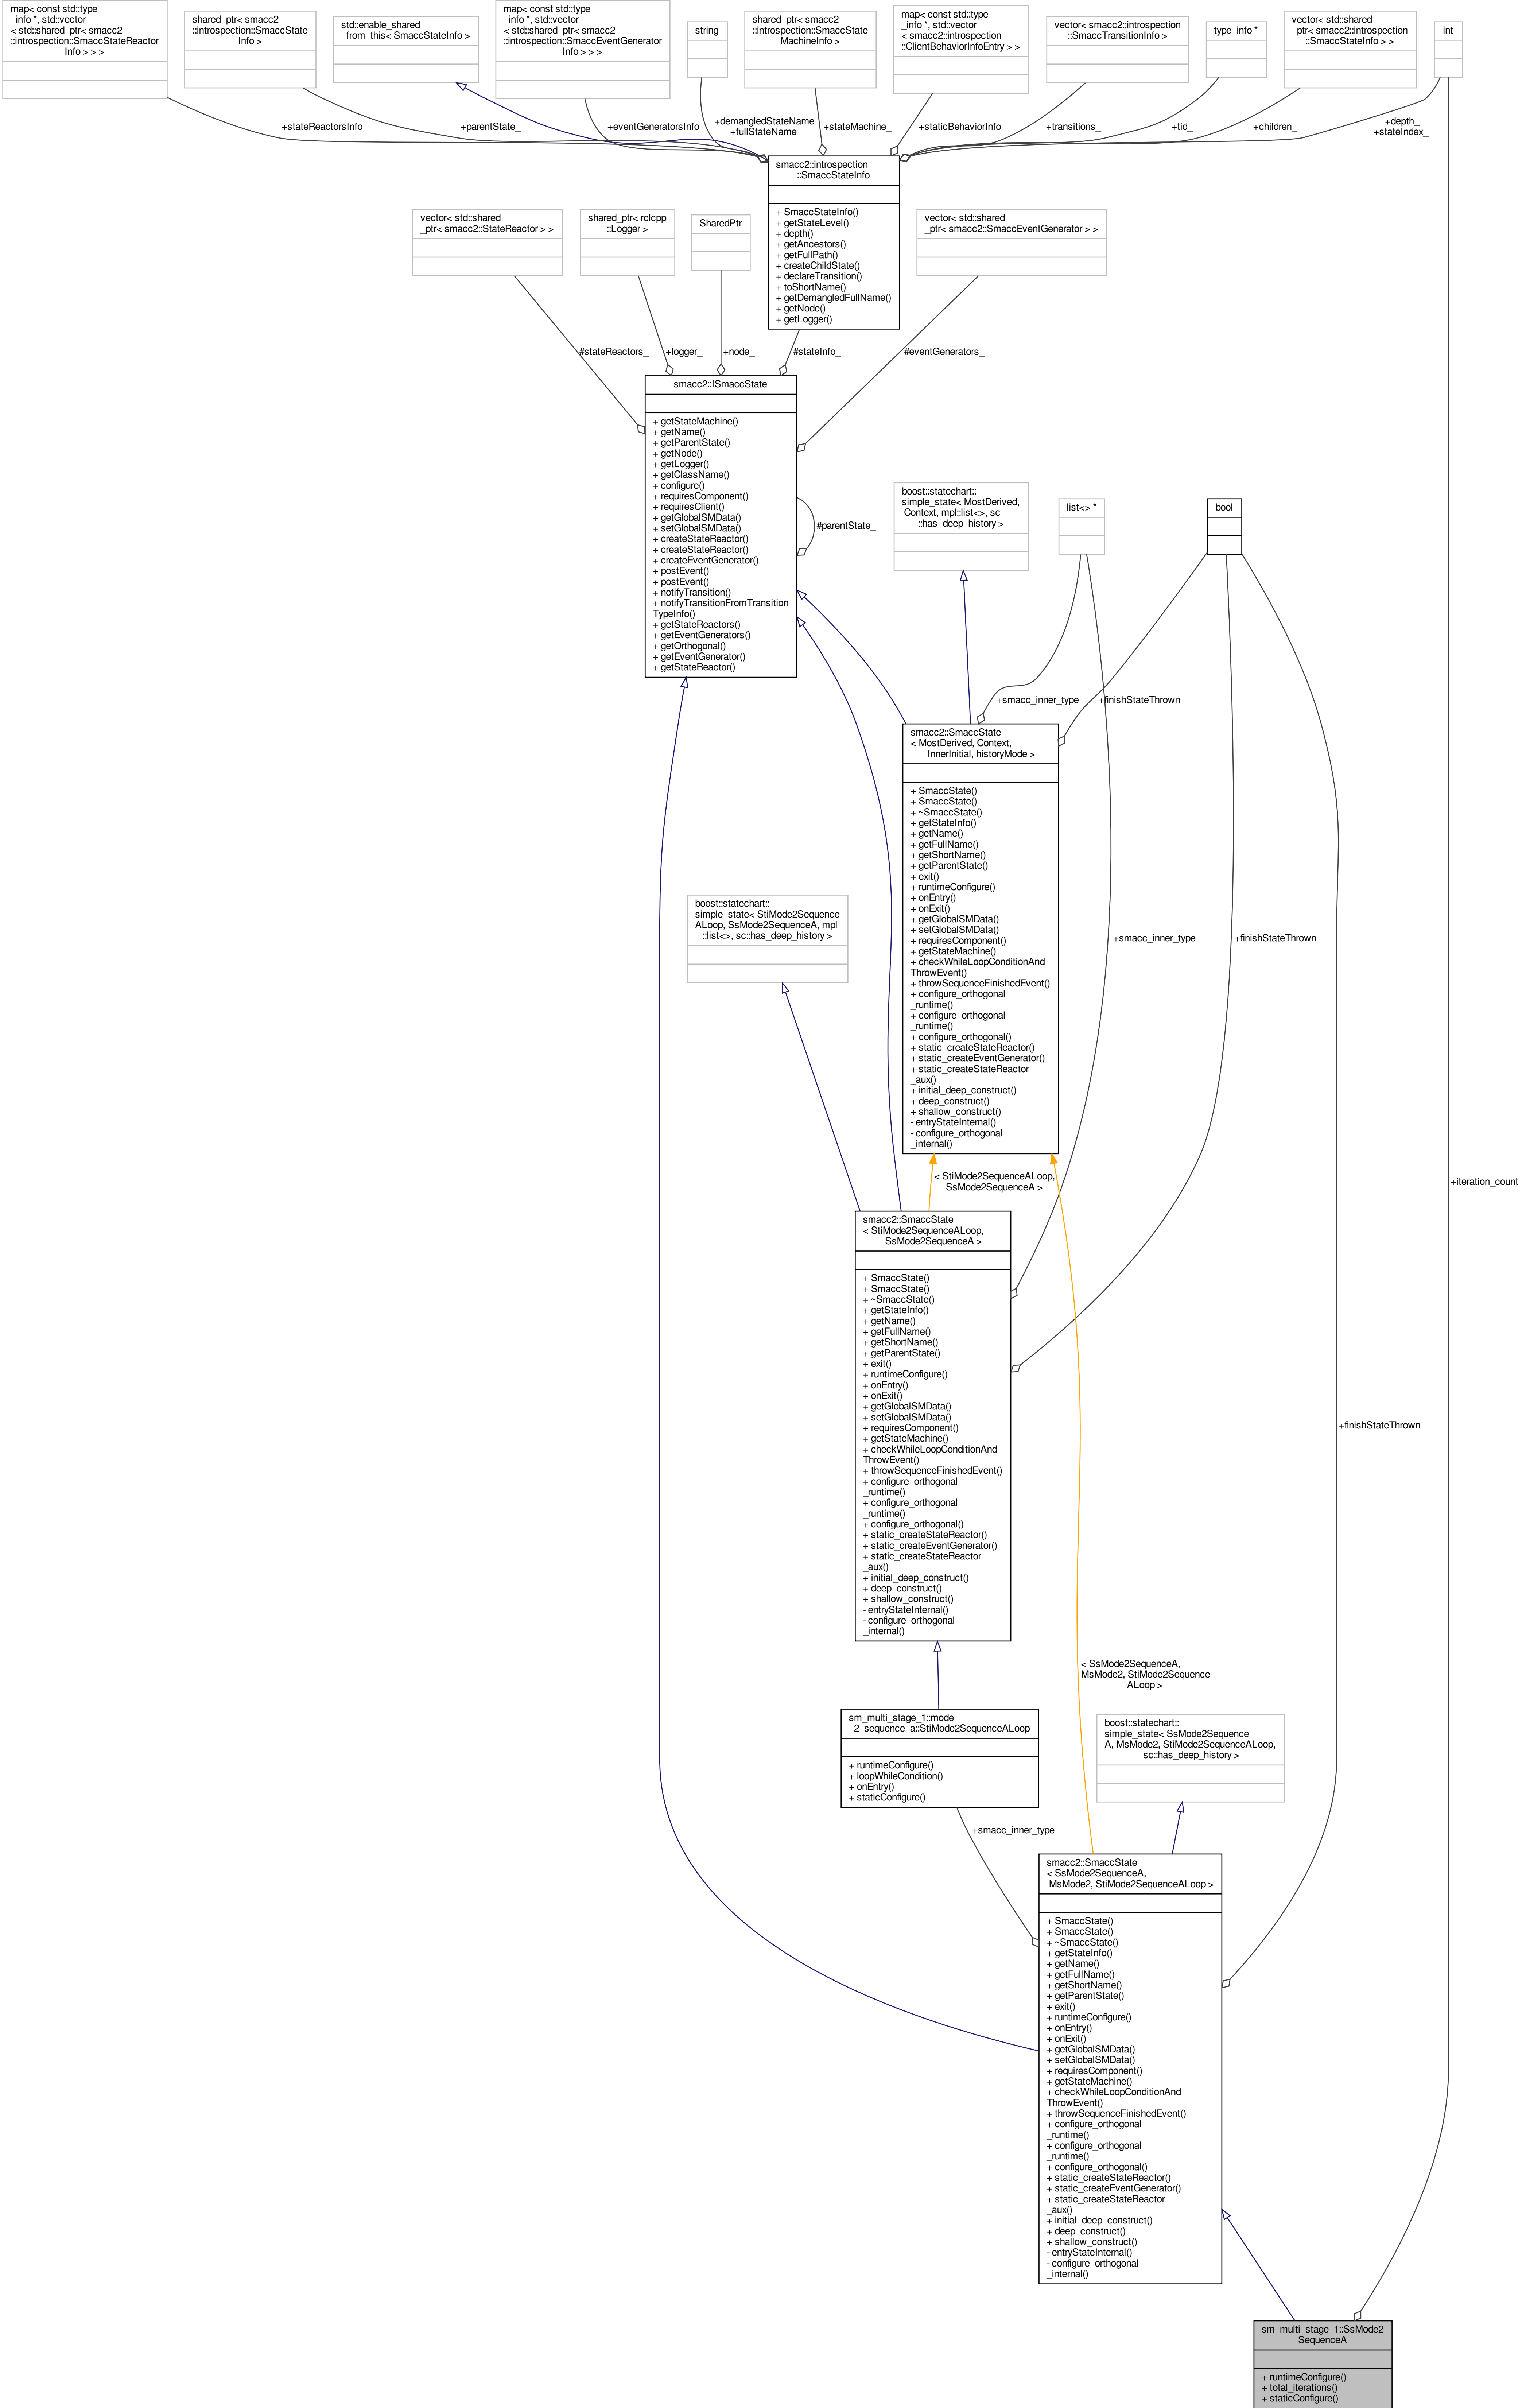 map< const std::type
_info *, std::vector
< std::shared_ptr< smacc2
::introspection::SmaccStateReactor
Info > > >
shared_ptr< smacc2
::introspection::SmaccState
Info >
std::enable_shared
_from_this< SmaccStateInfo >
map< const std::type
_info *, std::vector
< std::shared_ptr< smacc2
::introspection::SmaccEventGenerator
Info > > >
string
shared_ptr< smacc2
::introspection::SmaccState
MachineInfo >
map< const std::type
_info *, std::vector
< smacc2::introspection
::ClientBehaviorInfoEntry > >
vector< smacc2::introspection
::SmaccTransitionInfo >
type_info *
vector< std::shared
_ptr< smacc2::introspection
::SmaccStateInfo > >
int
+stateReactorsInfo
+parentState_
+eventGeneratorsInfo
+demangledStateName
+fullStateName
+stateMachine_
+staticBehaviorInfo
+transitions_
+tid_
+children_
+depth_
+stateIndex_
smacc2::introspection
::SmaccStateInfo
+ SmaccStateInfo()
+ getStateLevel()
+ depth()
+ getAncestors()
+ getFullPath()
+ createChildState()
+ declareTransition()
+ toShortName()
+ getDemangledFullName()
+ getNode()
+ getLogger()
vector< std::shared
_ptr< smacc2::StateReactor > >
shared_ptr< rclcpp
::Logger >
SharedPtr
vector< std::shared
_ptr< smacc2::SmaccEventGenerator > >
#stateReactors_
+logger_
+node_
#stateInfo_
#eventGenerators_
smacc2::ISmaccState
+ getStateMachine()
+ getName()
+ getParentState()
+ getNode()
+ getLogger()
+ getClassName()
+ configure()
+ requiresComponent()
+ requiresClient()
+ getGlobalSMData()
+ setGlobalSMData()
+ createStateReactor()
+ createStateReactor()
+ createEventGenerator()
+ postEvent()
+ postEvent()
+ notifyTransition()
+ notifyTransitionFromTransition
TypeInfo()
+ getStateReactors()
+ getEventGenerators()
+ getOrthogonal()
+ getEventGenerator()
+ getStateReactor()
#parentState_
boost::statechart::
simple_state< MostDerived,
Context, mpl::list<>, sc
::has_deep_history >
list<> *
bool
+smacc_inner_type
+finishStateThrown
smacc2::SmaccState
< MostDerived, Context,
InnerInitial, historyMode >
+ SmaccState()
+ SmaccState()
+ ~SmaccState()
+ getStateInfo()
+ getName()
+ getFullName()
+ getShortName()
+ getParentState()
+ exit()
+ runtimeConfigure()
+ onEntry()
+ onExit()
+ getGlobalSMData()
+ setGlobalSMData()
+ requiresComponent()
+ getStateMachine()
+ checkWhileLoopConditionAnd
ThrowEvent()
+ throwSequenceFinishedEvent()
+ configure_orthogonal
_runtime()
+ configure_orthogonal
_runtime()
+ configure_orthogonal()
+ static_createStateReactor()
+ static_createEventGenerator()
+ static_createStateReactor
_aux()
+ initial_deep_construct()
+ deep_construct()
+ shallow_construct()
- entryStateInternal()
- configure_orthogonal
_internal()
boost::statechart::
simple_state< StiMode2Sequence
ALoop, SsMode2SequenceA, mpl
::list<>, sc::has_deep_history >
+smacc_inner_type
+finishStateThrown
< StiMode2SequenceALoop,
SsMode2SequenceA >
+iteration_count
smacc2::SmaccState
< StiMode2SequenceALoop,
SsMode2SequenceA >
+ SmaccState()
+ SmaccState()
+ ~SmaccState()
+ getStateInfo()
+ getName()
+ getFullName()
+ getShortName()
+ getParentState()
+ exit()
+ runtimeConfigure()
+ onEntry()
+ onExit()
+ getGlobalSMData()
+ setGlobalSMData()
+ requiresComponent()
+ getStateMachine()
+ checkWhileLoopConditionAnd
ThrowEvent()
+ throwSequenceFinishedEvent()
+ configure_orthogonal
_runtime()
+ configure_orthogonal
_runtime()
+ configure_orthogonal()
+ static_createStateReactor()
+ static_createEventGenerator()
+ static_createStateReactor
_aux()
+ initial_deep_construct()
+ deep_construct()
+ shallow_construct()
- entryStateInternal()
- configure_orthogonal
_internal()
+finishStateThrown
< SsMode2SequenceA,
MsMode2, StiMode2Sequence
ALoop >
sm_multi_stage_1::mode
_2_sequence_a::StiMode2SequenceALoop
+ runtimeConfigure()
+ loopWhileCondition()
+ onEntry()
+ staticConfigure()
boost::statechart::
simple_state< SsMode2Sequence
A, MsMode2, StiMode2SequenceALoop,
sc::has_deep_history >
+smacc_inner_type
smacc2::SmaccState
< SsMode2SequenceA,
MsMode2, StiMode2SequenceALoop >
+ SmaccState()
+ SmaccState()
+ ~SmaccState()
+ getStateInfo()
+ getName()
+ getFullName()
+ getShortName()
+ getParentState()
+ exit()
+ runtimeConfigure()
+ onEntry()
+ onExit()
+ getGlobalSMData()
+ setGlobalSMData()
+ requiresComponent()
+ getStateMachine()
+ checkWhileLoopConditionAnd
ThrowEvent()
+ throwSequenceFinishedEvent()
+ configure_orthogonal
_runtime()
+ configure_orthogonal
_runtime()
+ configure_orthogonal()
+ static_createStateReactor()
+ static_createEventGenerator()
+ static_createStateReactor
_aux()
+ initial_deep_construct()
+ deep_construct()
+ shallow_construct()
- entryStateInternal()
- configure_orthogonal
_internal()
sm_multi_stage_1::SsMode2
SequenceA
+ runtimeConfigure()
+ total_iterations()
+ staticConfigure()